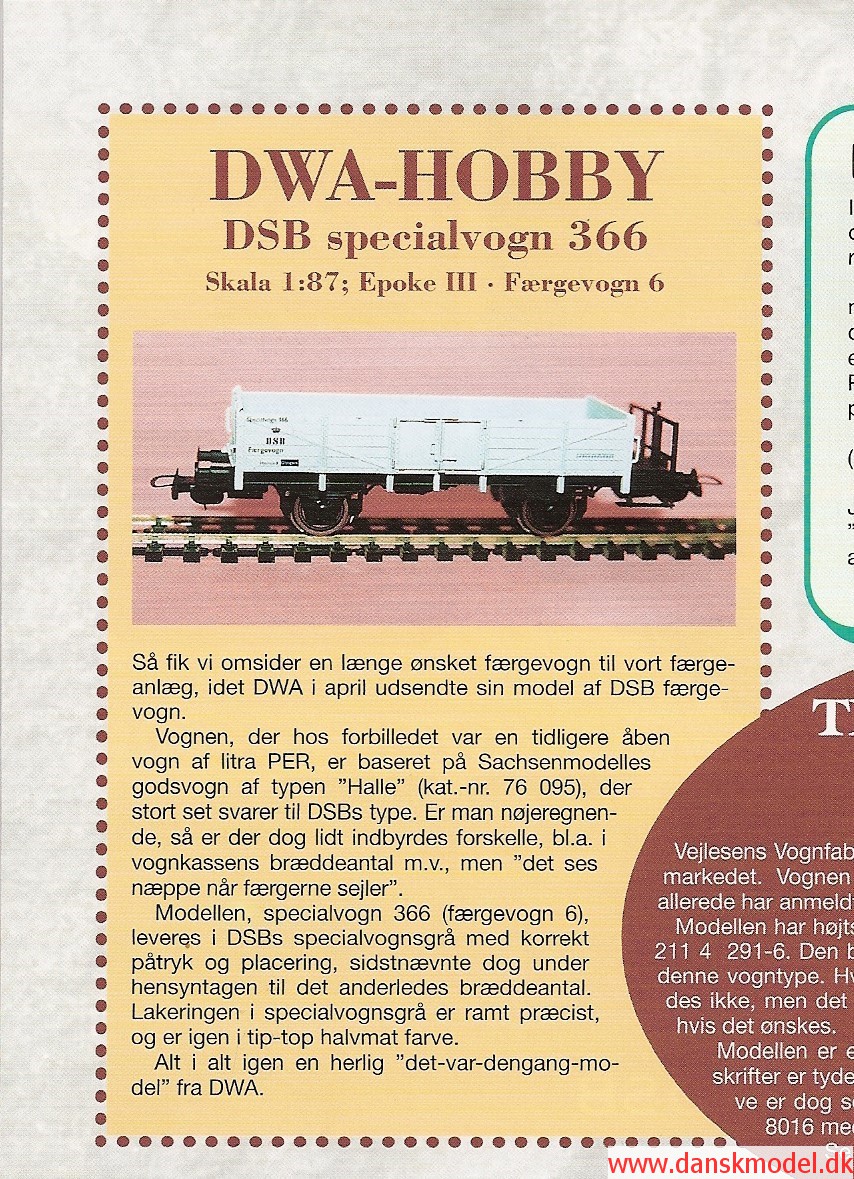 DWA-HOBBY
DSB specialvogn 366
Skala 1:87; Epoke III · Færgevogn 6
DSB
Færgevogn
Så fik vi omsider en længe ønsket færgevogn til vort færge-
anlæg, idet DWA i april udsendte sin model af DSB færge-
vogn.
Vognen, der hos forbilledet var en tidligere åben
vogn af litra PER, er baseret på Sachsenmodelles
godsvogn af typen ”Halle” (kat.-nr. 76 095), der
stort set svarer til DSBs type. Er man nøjeregnen-
de, så er der dog lidt indbyrdes forskelle, bl.a. i
vognkassens bræddeantal m.v., men ”det ses
næppe når færgerne sejler”.
Modellen, specialvogn 366 (færgevogn 6),
leveres i DSBs specialvognsgrå med korrekt
påtryk og placering, sidstnævnte dog under
hensyntagen til det anderledes bræddeantal.
Lakeringen i specialvognsgrå er ramt præcist,
og er igen i tip-top halvmat farve.
Alt i alt igen en herlig ”det-var-dengang-mo-
del” fra DWA.
Vejlesens Vognfab
markedet. Vognen
allerede har anmeld
Modellen har højts
211 4 291-6. Den b
denne vogntype. Hv
des ikke, men det
hvis det ønskes.
Modellen er e
skrifter er tyde
ve er dog s
8016 med
www.danskmodel.dk